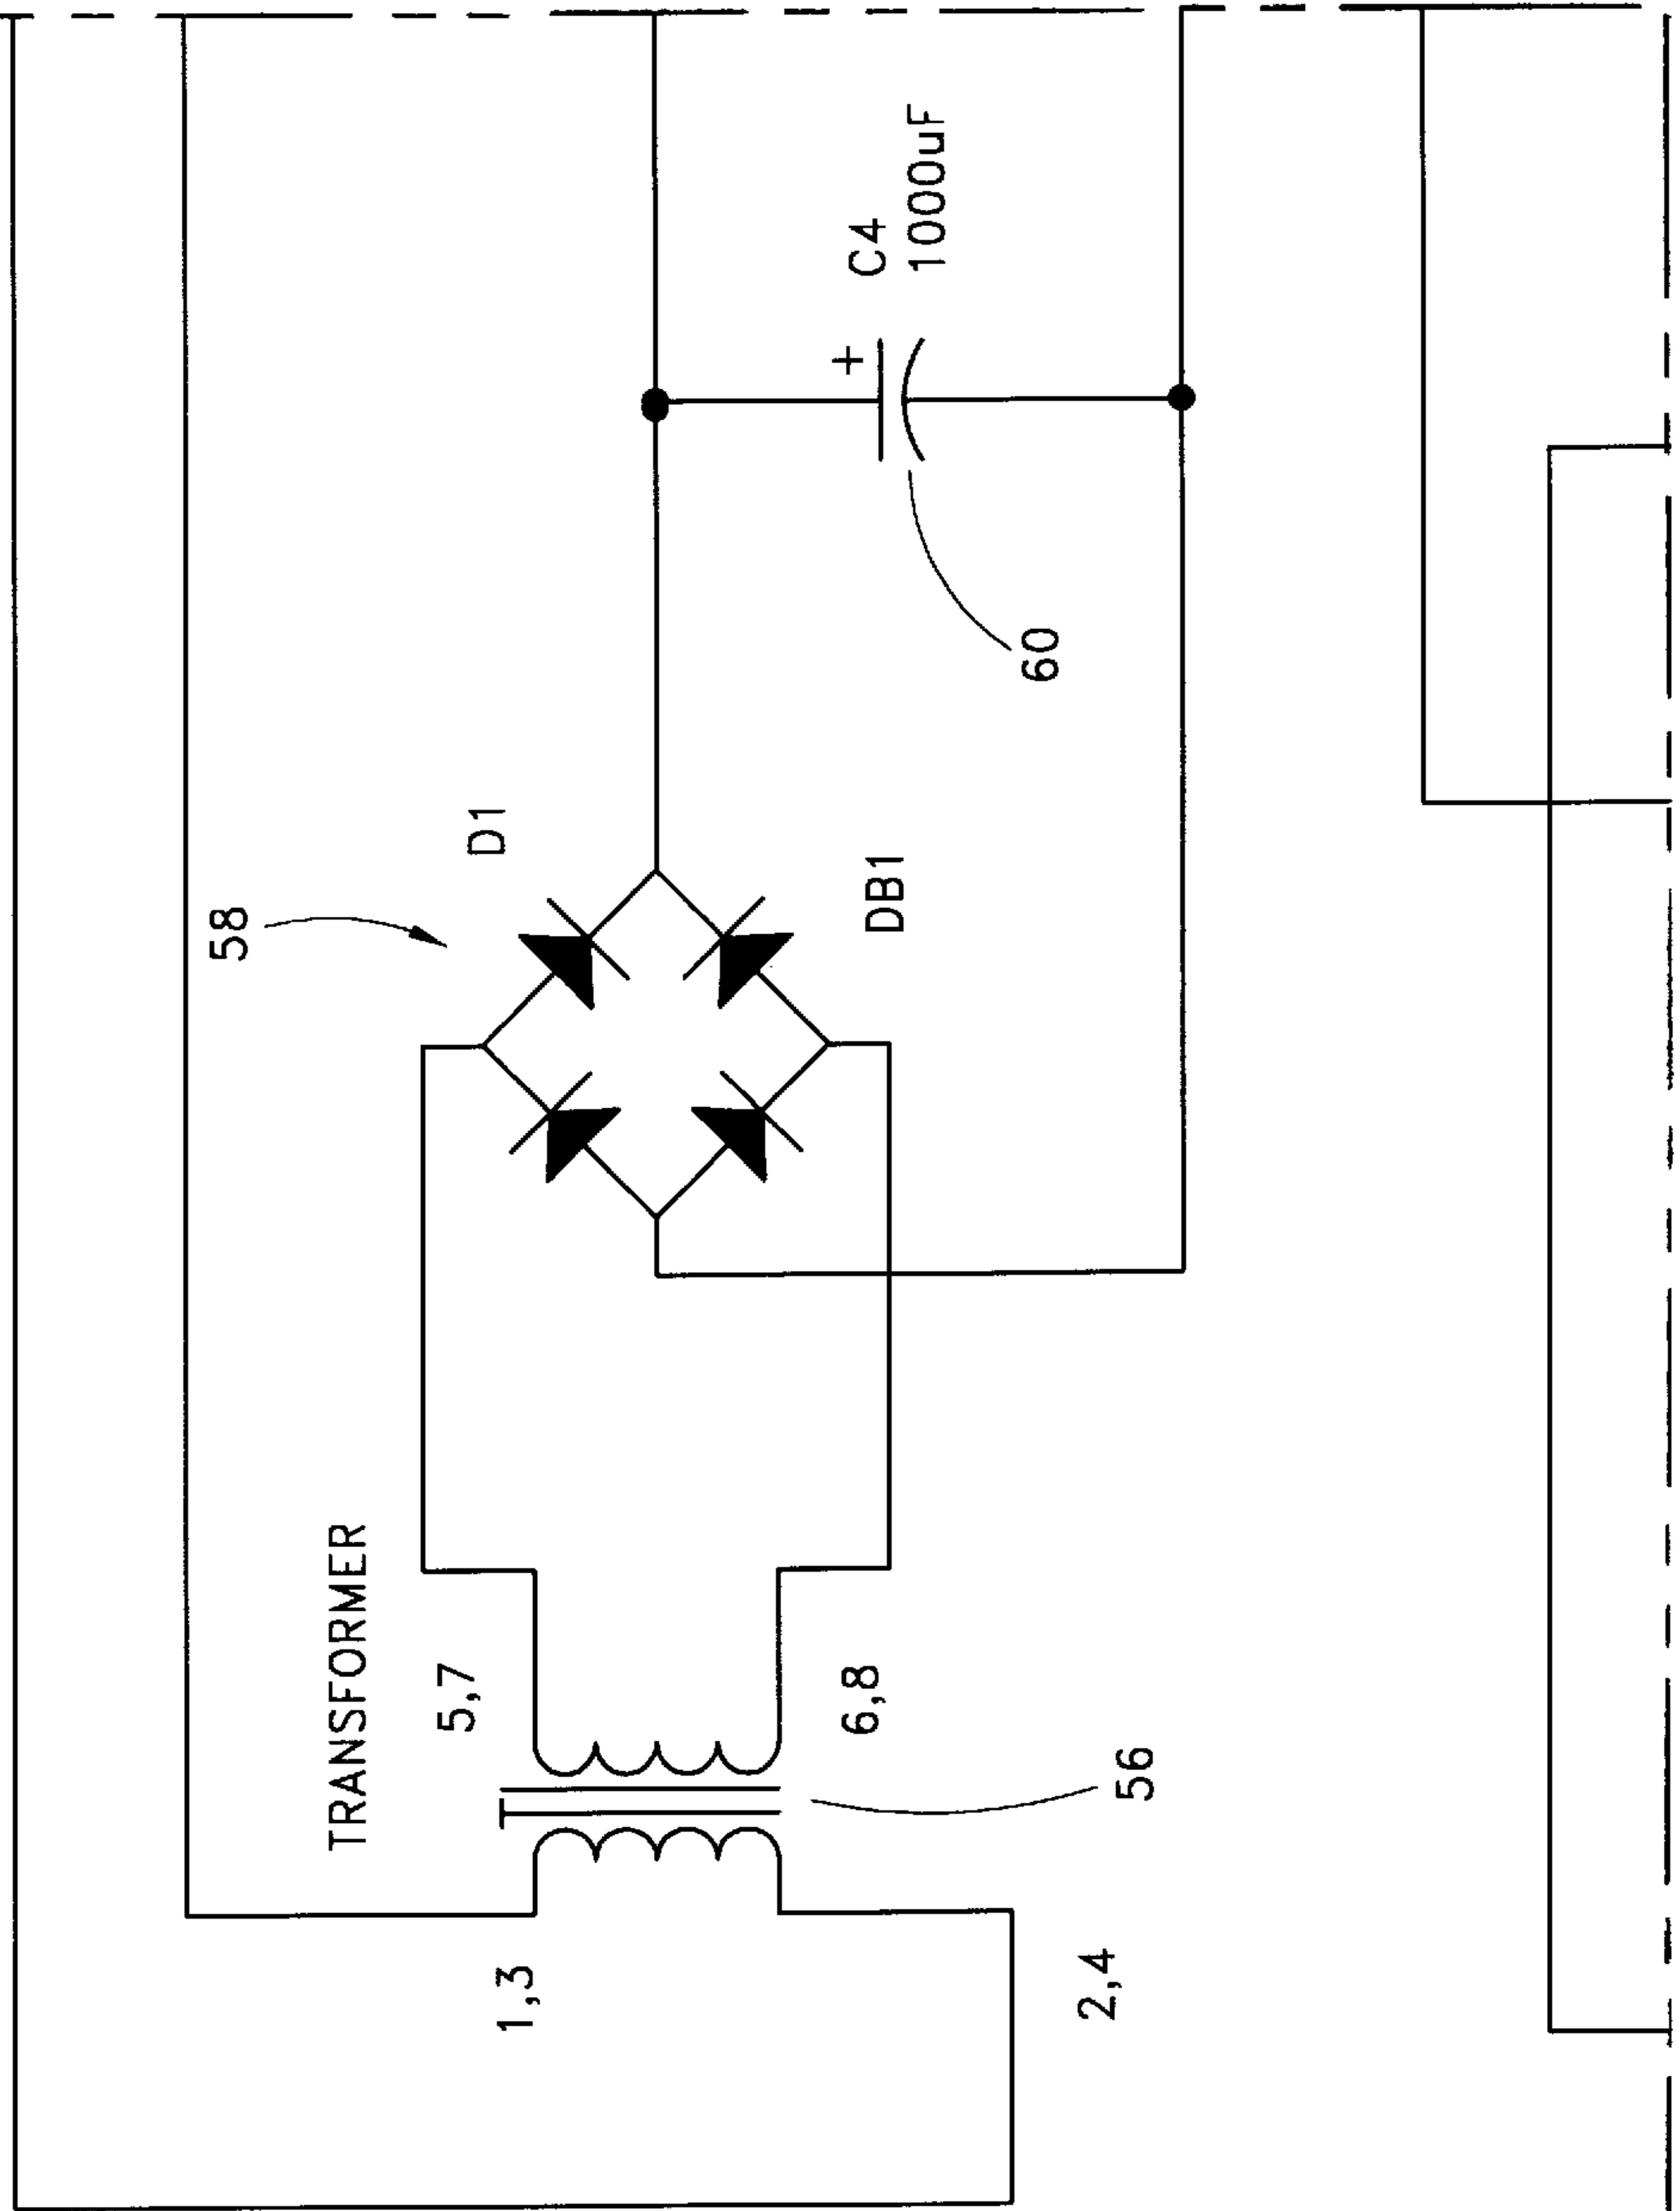 TRANSFORMER
1,3
5,7
56
2,4
6,8
58
D1
DB1
60
+
C4
1000uF